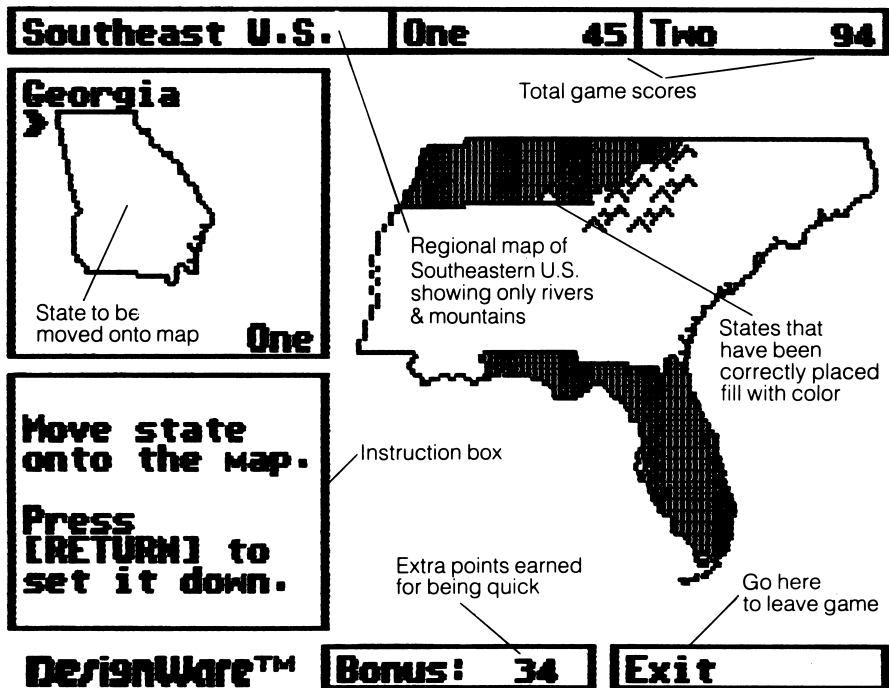 Southeast U.S.
One 45
Two 94
Total game scores
Georgia
State to be
moved onto map
One
Regional map of
Southeastern U.S.
showing only rivers
& mountains
States that
have been
correctly placed
fill with color
Move state
onto the map.
Press
[RETURN] to
set it down.
Instruction box
Extra points earned
for being quick
Go here
to leave game
DesignWare™
Bonus: 34
Exit